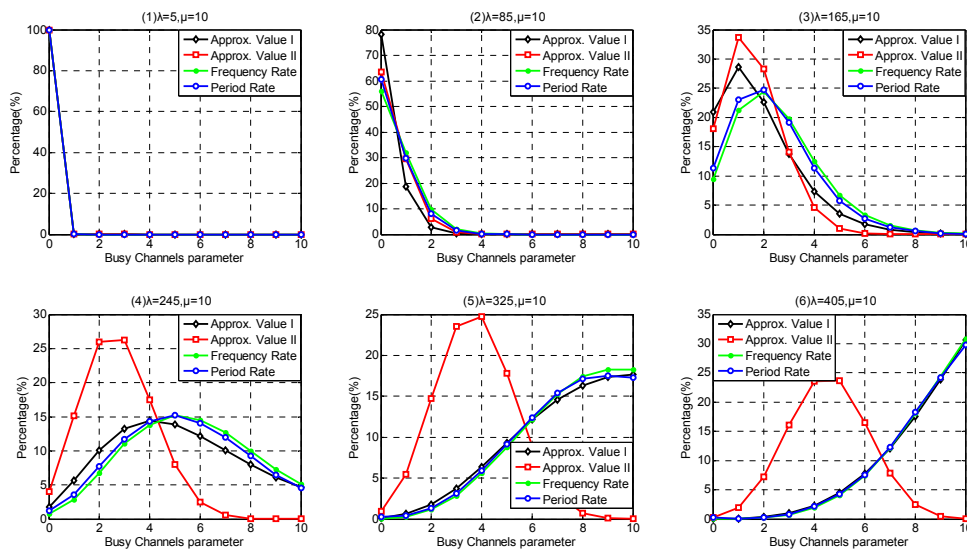 (1)λ=5,μ=10
100
80
60
40
20
0
Percentage(%)
0 2 4 6 8 10
Busy Channels parameter
Approx. Value I
Approx. Value II
Frequency Rate
Period Rate
(2)λ=85,μ=10
80
70
60
50
40
30
20
10
0
Percentage(%)
0 2 4 6 8 10
Busy Channels parameter
Approx. Value I
Approx. Value II
Frequency Rate
Period Rate
(3)λ=165,μ=10
35
30
25
20
15
10
5
0
Percentage(%)
0 2 4 6 8 10
Busy Channels parameter
Approx. Value I
Approx. Value II
Frequency Rate
Period Rate
(4)λ=245,μ=10
30
25
20
15
10
5
0
Percentage(%)
0 2 4 6 8 10
Busy Channels parameter
Approx. Value I
Approx. Value II
Frequency Rate
Period Rate
(5)λ=325,μ=10
25
20
15
10
5
0
Percentage(%)
0 2 4 6 8 10
Busy Channels parameter
Approx. Value I
Approx. Value II
Frequency Rate
Period Rate
(6)λ=405,μ=10
35
30
25
20
15
10
5
0
Percentage(%)
0 2 4 6 8 10
Busy Channels parameter
Approx. Value I
Approx. Value II
Frequency Rate
Period Rate